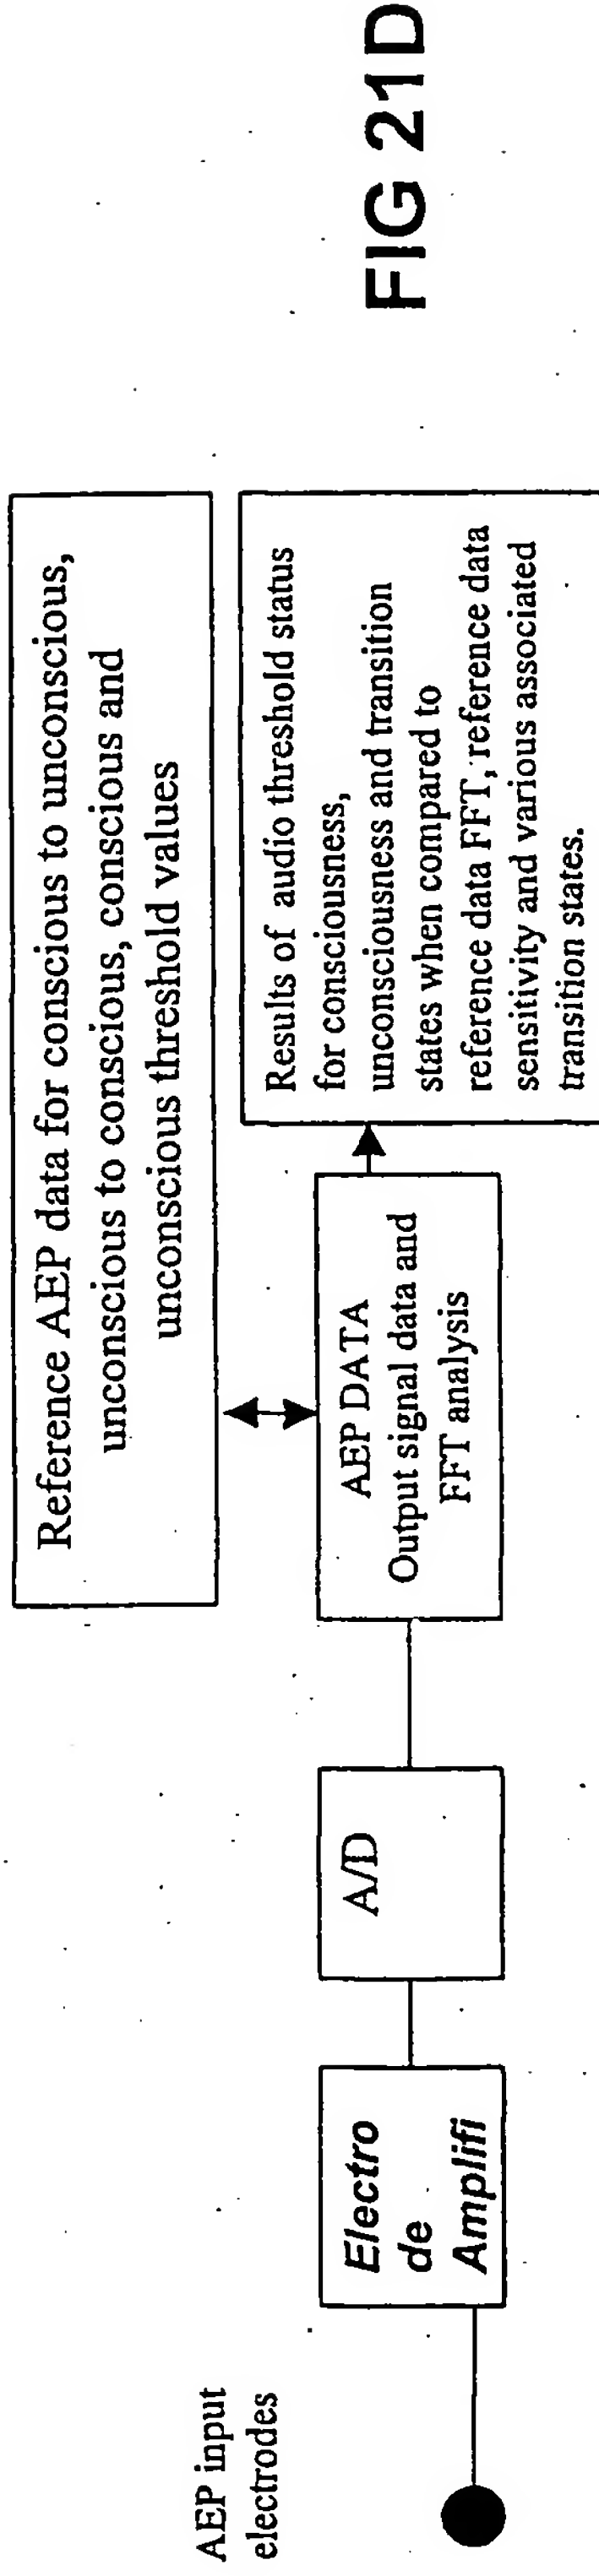 Reference AEP data for conscious to unconscious,
unconscious to conscious, conscious and
unconscious threshold values
AEP input
electrodes
Electro
de
Amplifi
A/D
AEP DATA
Output signal data and
FFT analysis
Results of audio threshold status
for consciousness,
unconsciousness and transition
states when compared to
reference data FFT, reference data
sensitivity and various associated
transition states.
FIG 21D